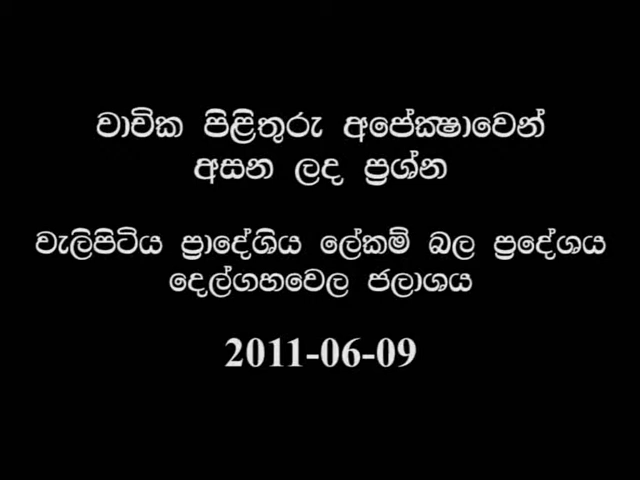 වාචික පිළිතුරු අපේක්‍ෂාවෙන්
අසන ලද ප්‍රශ්න
වැලිපිටිය ප්‍රාදේශිය ලේකම් බල ප්‍රදේශය
දෙල්ගහවෙල ජලාශය
2011-06-09